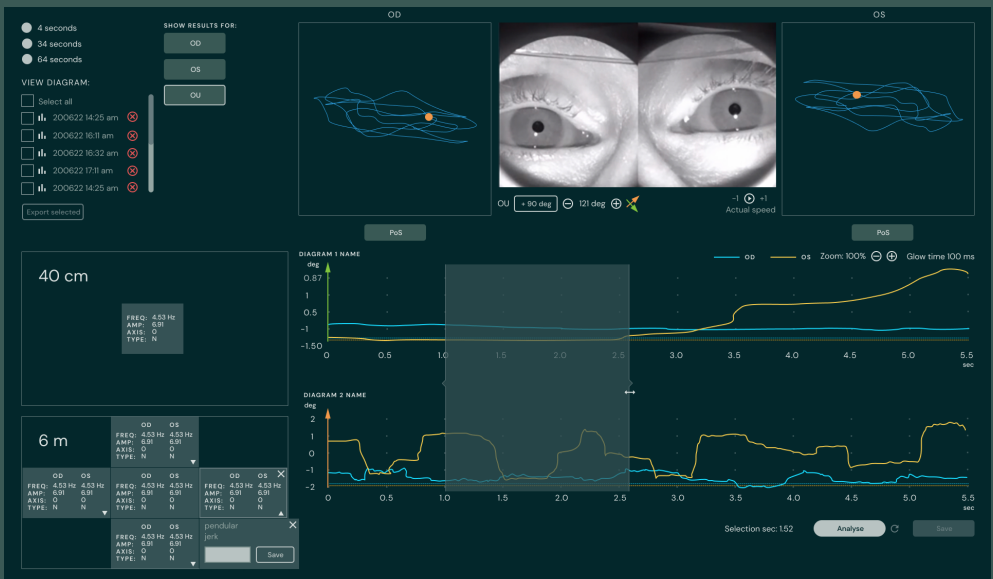 4 seconds
34 seconds
64 seconds
VIEW DIAGRAM:
Select all
200622 14:25 am
200622 16:11 am
200622 16:32 am
200622 17:11 am
200622 14:25 am
Export selected
SHOW RESULTS FOR:
OD
OS
OU
OD
OS
OU + 90 deg 121 deg
-1 +1
Actual speed
PoS
PoS
40 cm
FREQ: 4.53 Hz
AMP: 6.91
AXIS: 0
TYPE: N
6 m
OD OS
FREQ: 4.53 Hz 4.53 Hz
AMP: 6.91 6.91
AXIS: 0 0
TYPE: N N
OD OS
FREQ: 4.53 Hz 4.53 Hz
AMP: 6.91 6.91
AXIS: 0 0
TYPE: N N
OD OS
FREQ: 4.53 Hz 4.53 Hz
AMP: 6.91 6.91
AXIS: 0 0
TYPE: N N
OD OS
FREQ: 4.53 Hz 4.53 Hz
AMP: 6.91 6.91
AXIS: 0 0
TYPE: N N
OD OS
FREQ: 4.53 Hz 4.53 Hz
AMP: 6.91 6.91
AXIS: 0 0
TYPE: N N
pendular
jerk
Save
DIAGRAM 1 NAME
OD OS Zoom: 100% Glow time 100 ms
deg
0.87
1
0.5
-1
-1.50
0 0.5 1.0 1.5 2.0 2.5 3.0 3.5 4.0 4.5 5.0 5.5
sec
DIAGRAM 2 NAME
deg
2
1
0
-1
-2
0 0.5 1.0 1.5 2.0 2.5 3.0 3.5 4.0 4.5 5.0 5.5
sec
Selection sec: 1.52 Analyse Save